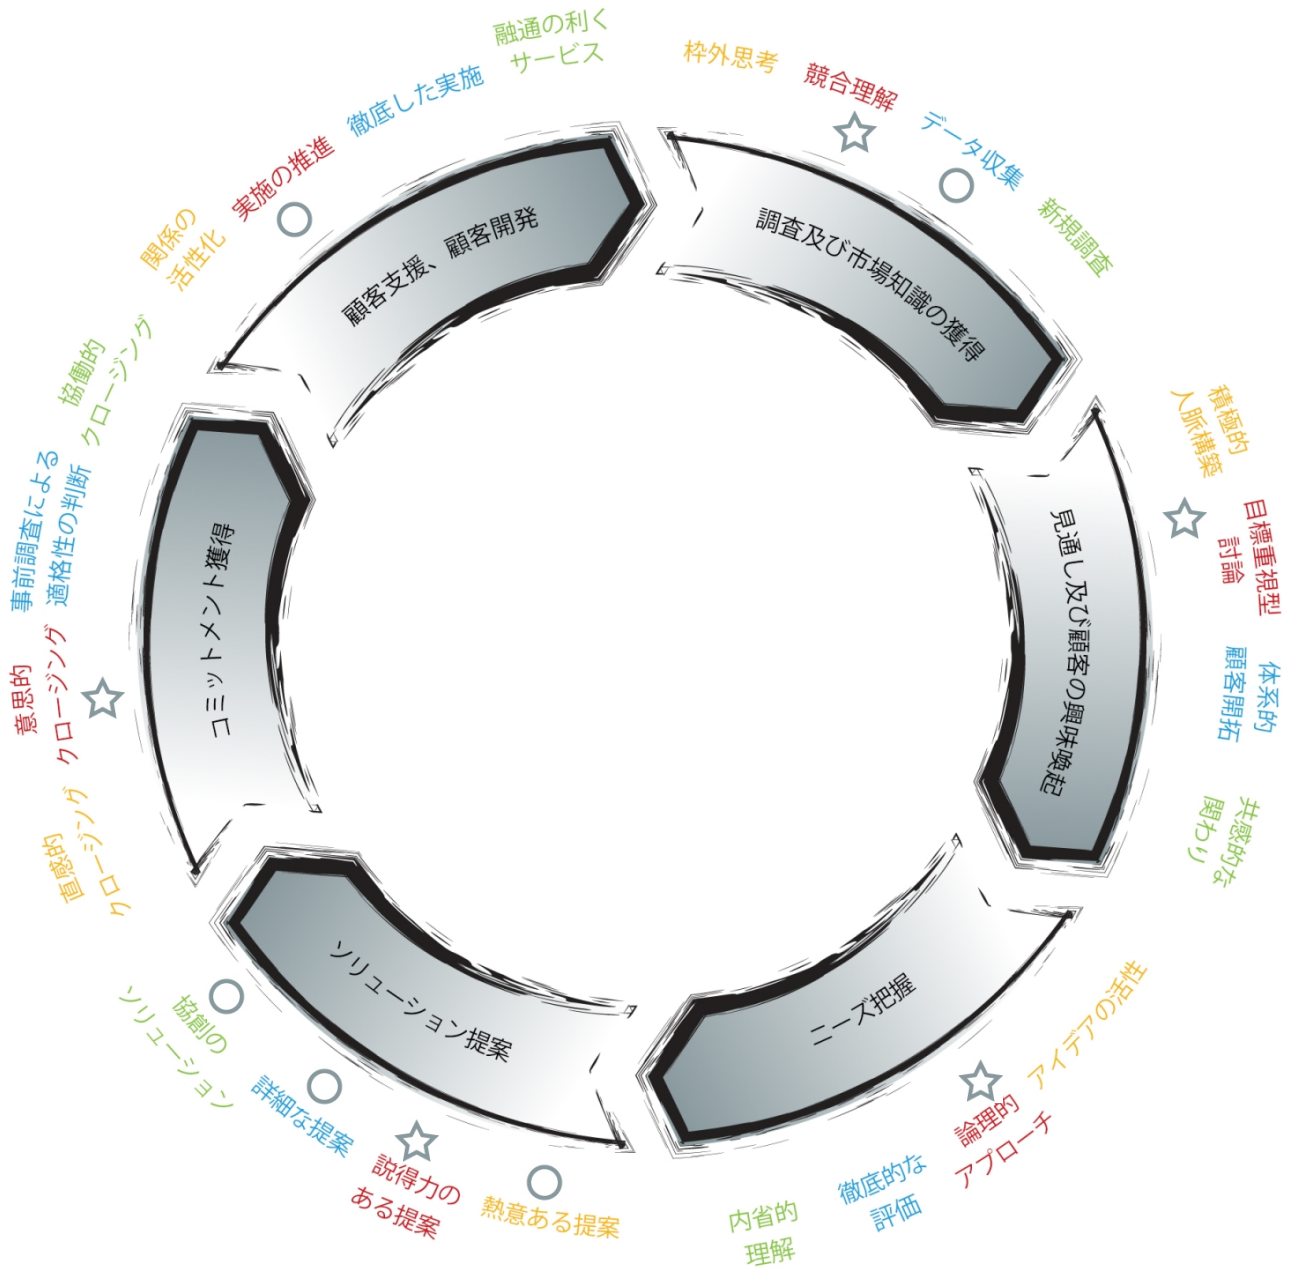 調査及び市場知識の獲得
枠外思考
競合理解
データ収集
新規調査
見通し及び顧客の興味喚起
積極的
人脈構築
目標重視型
討論
体系的
顧客開拓
共感的な
関わり
ニーズ把握
アイデアの活性
論理的
アプローチ
徹底的な
評価
内省的
理解
ソリューション提案
熱意ある提案
説得力の
ある提案
詳細な提案
協創の
ソリューション
コミットメント獲得
直感的
クロージング
意思的
クロージング
事前調査による
適格性の判断
協働的
クロージング
顧客支援、顧客開発
関係の
活性化
実施の推進
徹底した実施
融通の利く
サービス